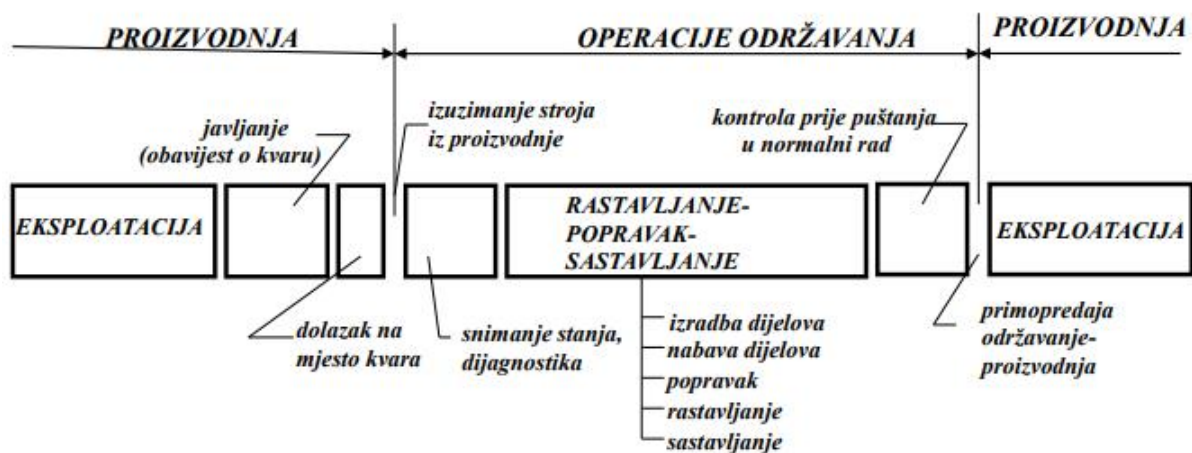 PROIZVODNJA
OPERACIJE ODRŽAVANJA
PROIZVODNJA
javljanje
(obavijest o kvaru)
izuzimanje stroja
iz proizvodnje
kontrola prije puštanja
u normalni rad
EKSPLOATACIJA
RASTAVLJANJE-
POPRAVAK-
SASTAVLJANJE
EKSPLOATACIJA
dolazak na
mjesto kvara
snimanje stanja,
dijagnostika
izradba dijelova
nabava dijelova
popravak
rastavljanje
sastavljanje
primopredaja
održavanje-
proizvodnja